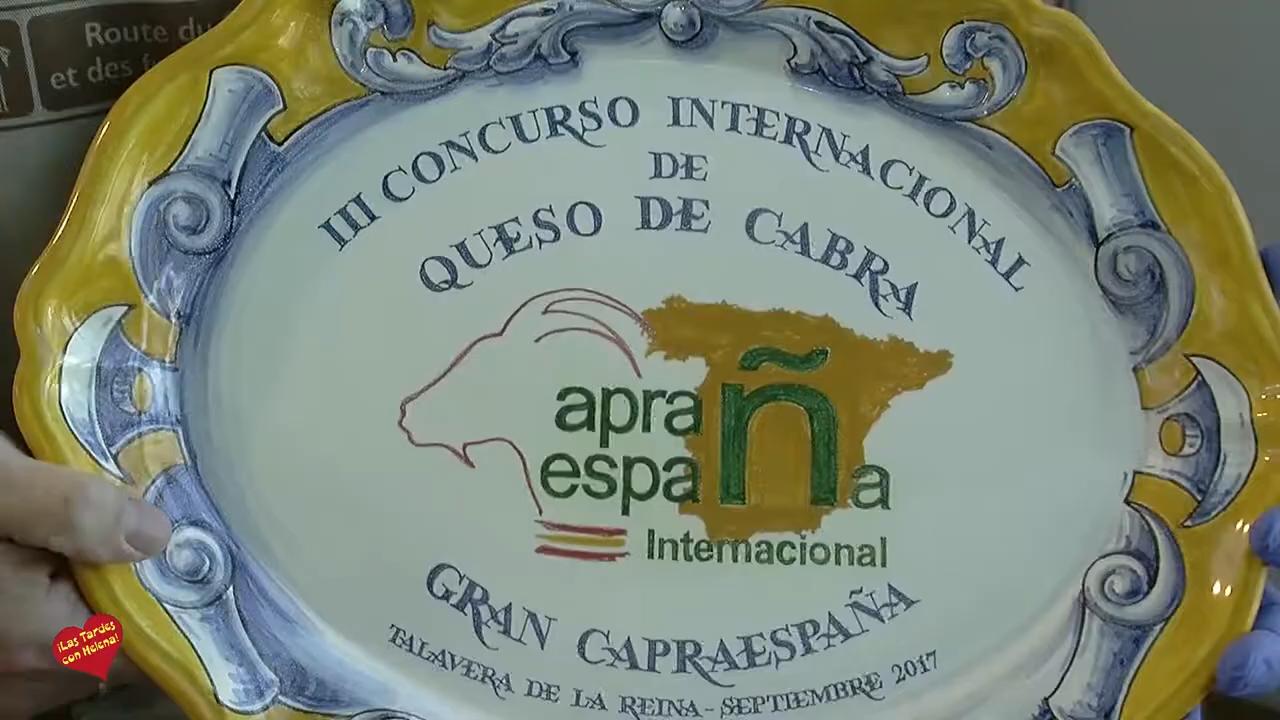 Route du
et des f
III CONCURSO INTERNACIONAL
DE
QUESO DE CABRA
apra
españa
Internacional
GRAN CAPRAESPAÑA
TALAVERA DE LA REINA - SEPTIEMBRE 2017
¡Las Tardes
con Helena!